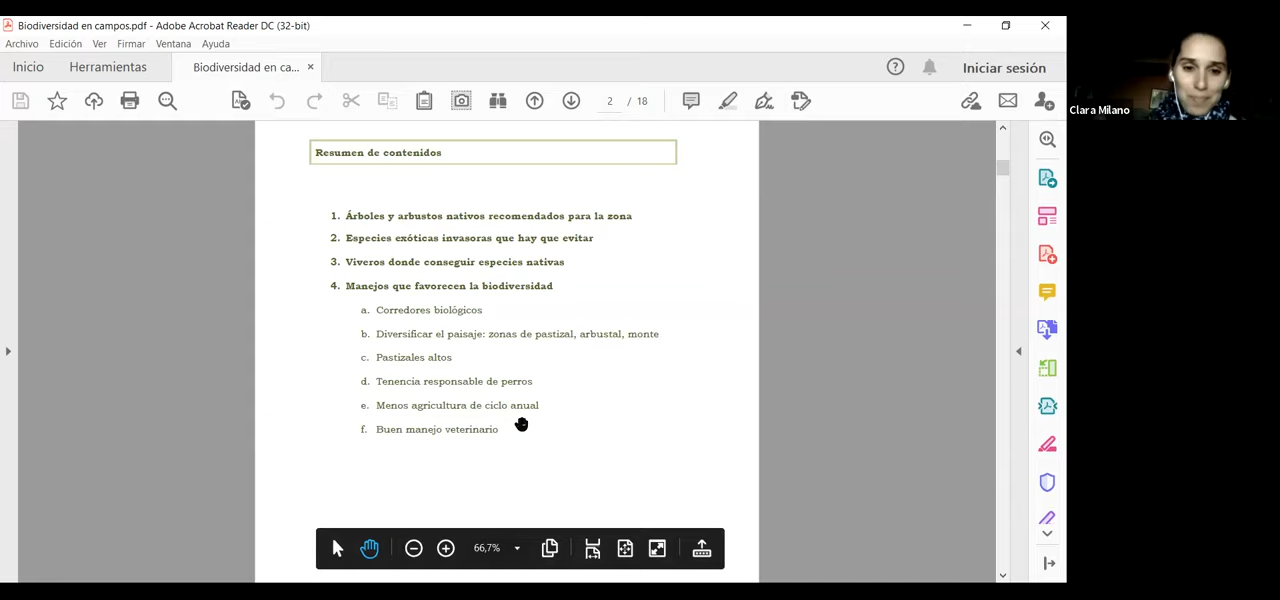 Biodiversidad en campos.pdf - Adobe Acrobat Reader DC (32-bit)
Archivo Edición Ver Firmar Ventana Ayuda
Inicio Herramientas Biodiversidad en ca... × Iniciar sesión
2 / 18
Clara Milano
Resumen de contenidos
1. Árboles y arbustos nativos recomendados para la zona
2. Especies exóticas invasoras que hay que evitar
3. Viveros donde conseguir especies nativas
4. Manejos que favorecen la biodiversidad
a. Corredores biológicos
b. Diversificar el paisaje: zonas de pastizal, arbustal, monte
c. Pastizales altos
d. Tenencia responsable de perros
e. Menos agricultura de ciclo anual
f. Buen manejo veterinario
66,7%